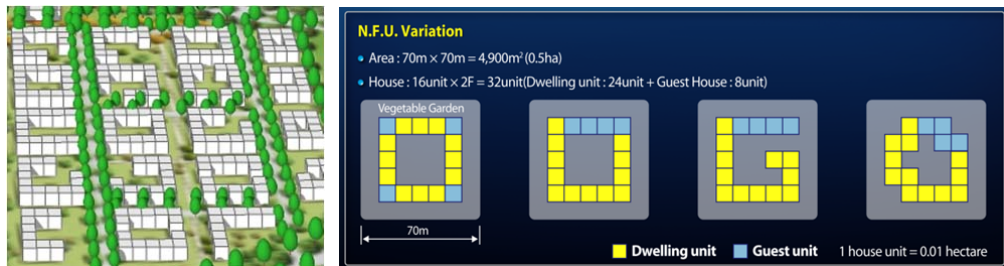 N.F.U. Variation
• Area : 70m × 70m = 4,900m² (0.5ha)
• House : 16unit × 2F = 32unit(Dwelling unit : 24unit + Guest House : 8unit)
Vegetable Garden
70m
Dwelling unit Guest unit 1 house unit = 0.01 hectare